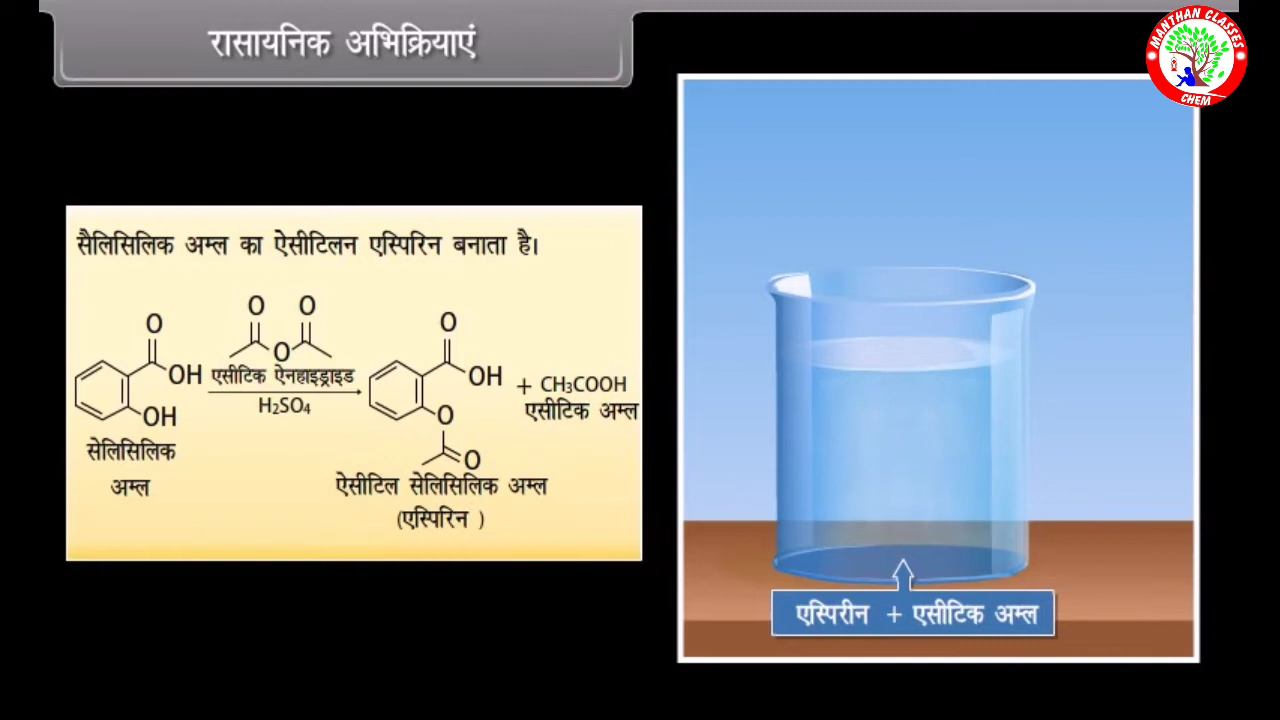 रासायनिक अभिक्रियाएं
MANTHAN CLASSES
CHEM
सैलिसिलिक अम्ल का ऐसीटिलन एस्पिरिन बनाता है।
O
OH
OH
सेलिसिलिक
अम्ल
O O
O
एसीटिक ऐनहाइड्राइड
H₂SO₄
O
OH
O
O
ऐसीटिल सेलिसिलिक अम्ल
(एस्पिरिन )
+ CH₃COOH
एसीटिक अम्ल
एस्पिरीन + एसीटिक अम्ल